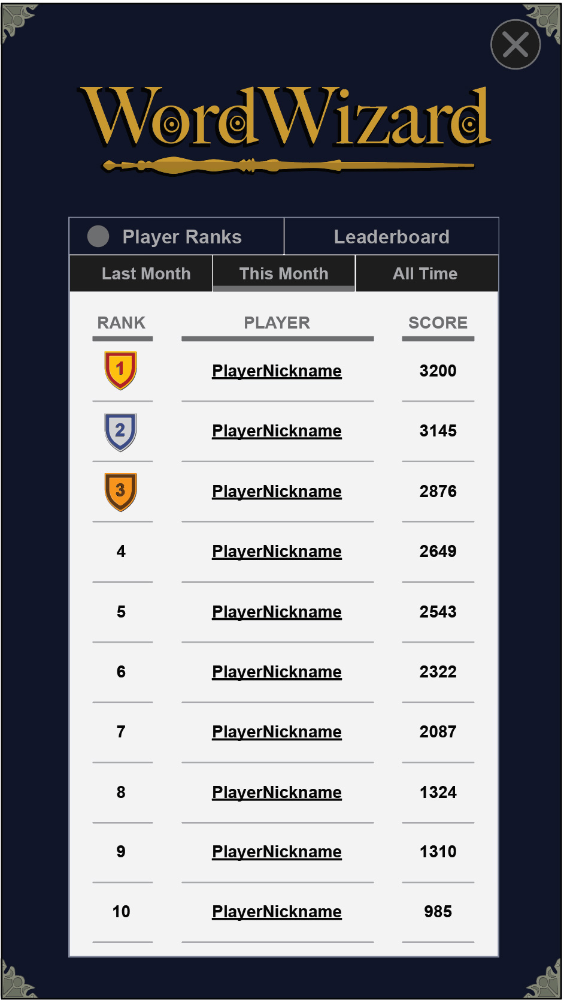 WordWizard
Player Ranks Leaderboard
Last Month This Month All Time
RANK PLAYER SCORE
1 PlayerNickname 3200
2 PlayerNickname 3145
3 PlayerNickname 2876
4 PlayerNickname 2649
5 PlayerNickname 2543
6 PlayerNickname 2322
7 PlayerNickname 2087
8 PlayerNickname 1324
9 PlayerNickname 1310
10 PlayerNickname 985